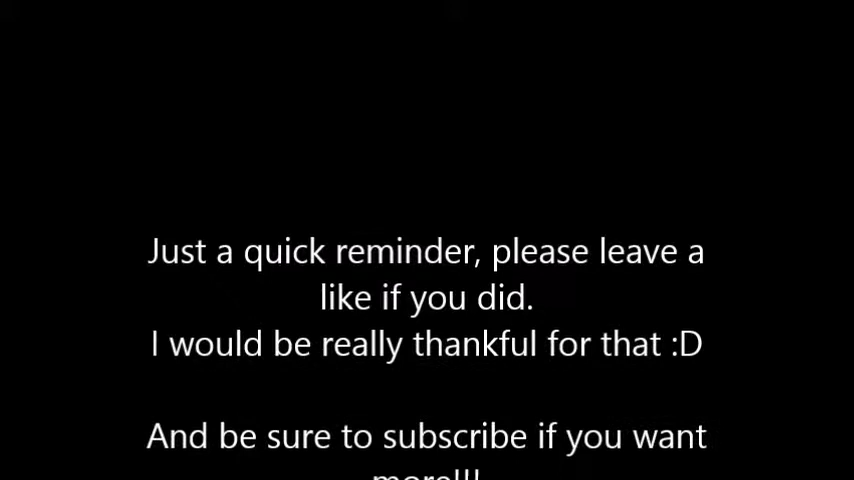 Just a quick reminder, please leave a
like if you did.
I would be really thankful for that :D
And be sure to subscribe if you want
more!!!